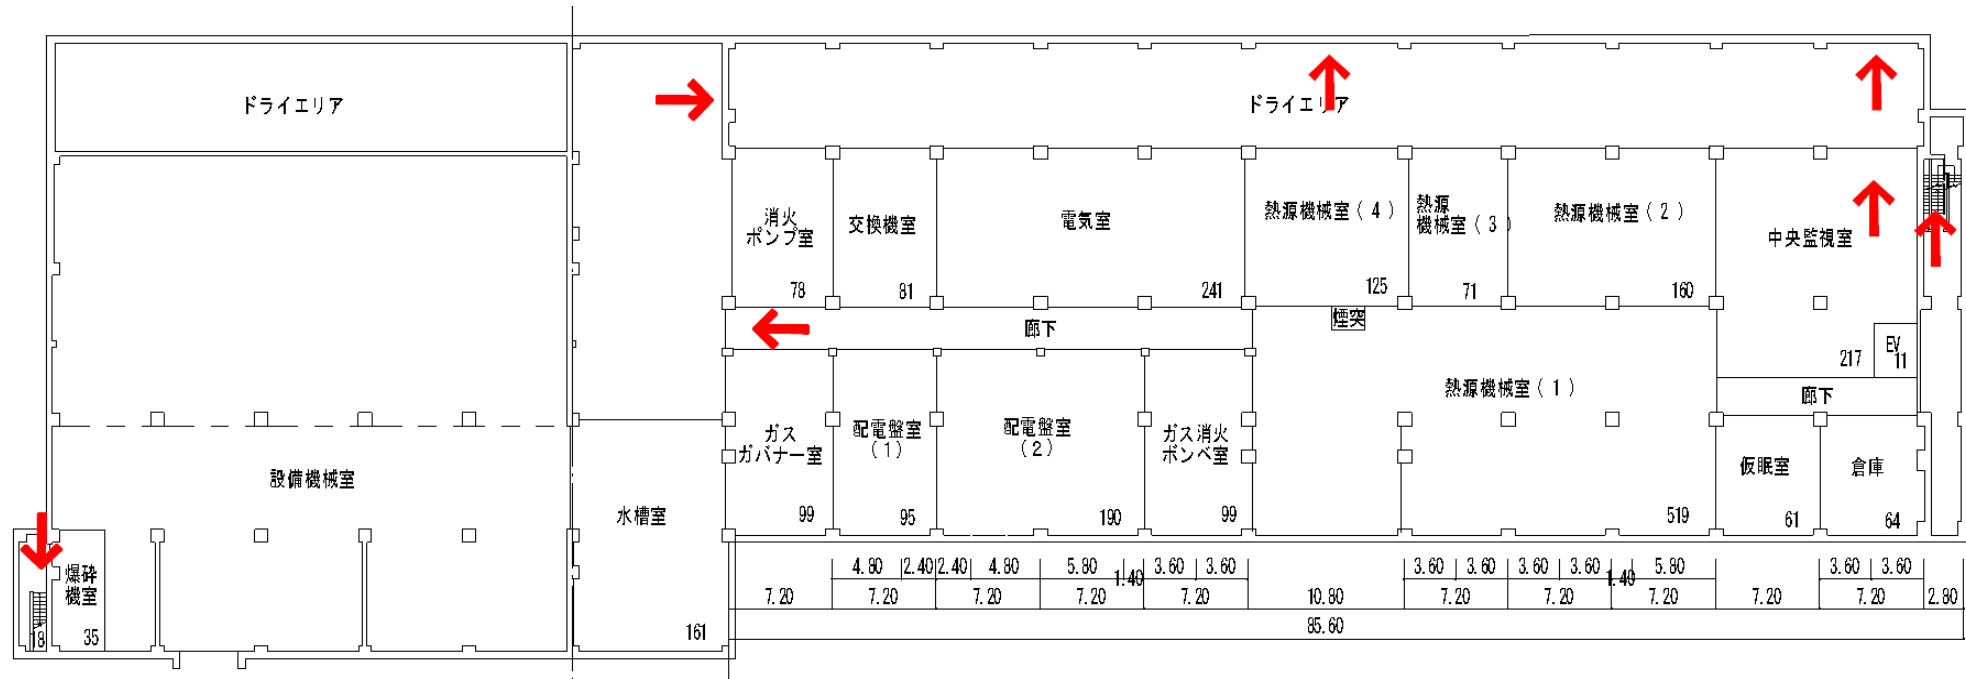 ドライエリア
ドライエリア
消火
ポンプ室
78
交換機室
81
電気室
241
熱源機械室(4)
125
熱源
機械室(3)
71
熱源機械室(2)
160
中央監視室
217
EV
11
廊下
煙突
熱源機械室(1)
519
廊下
ガス
ガバナー室
99
配電盤室
(1)
95
配電盤室
(2)
190
ガス消火
ボンベ室
99
仮眠室
61
倉庫
64
設備機械室
水槽室
161
爆砕
機室
35
18
4.80 2.40 2.40 4.80 5.80 1.40 3.60 3.60 3.60 3.60 3.60 3.60 1.40 5.80 3.60 3.60
7.20 7.20 7.20 7.20 7.20 10.80 7.20 7.20 7.20 7.20 7.20 2.80
85.60